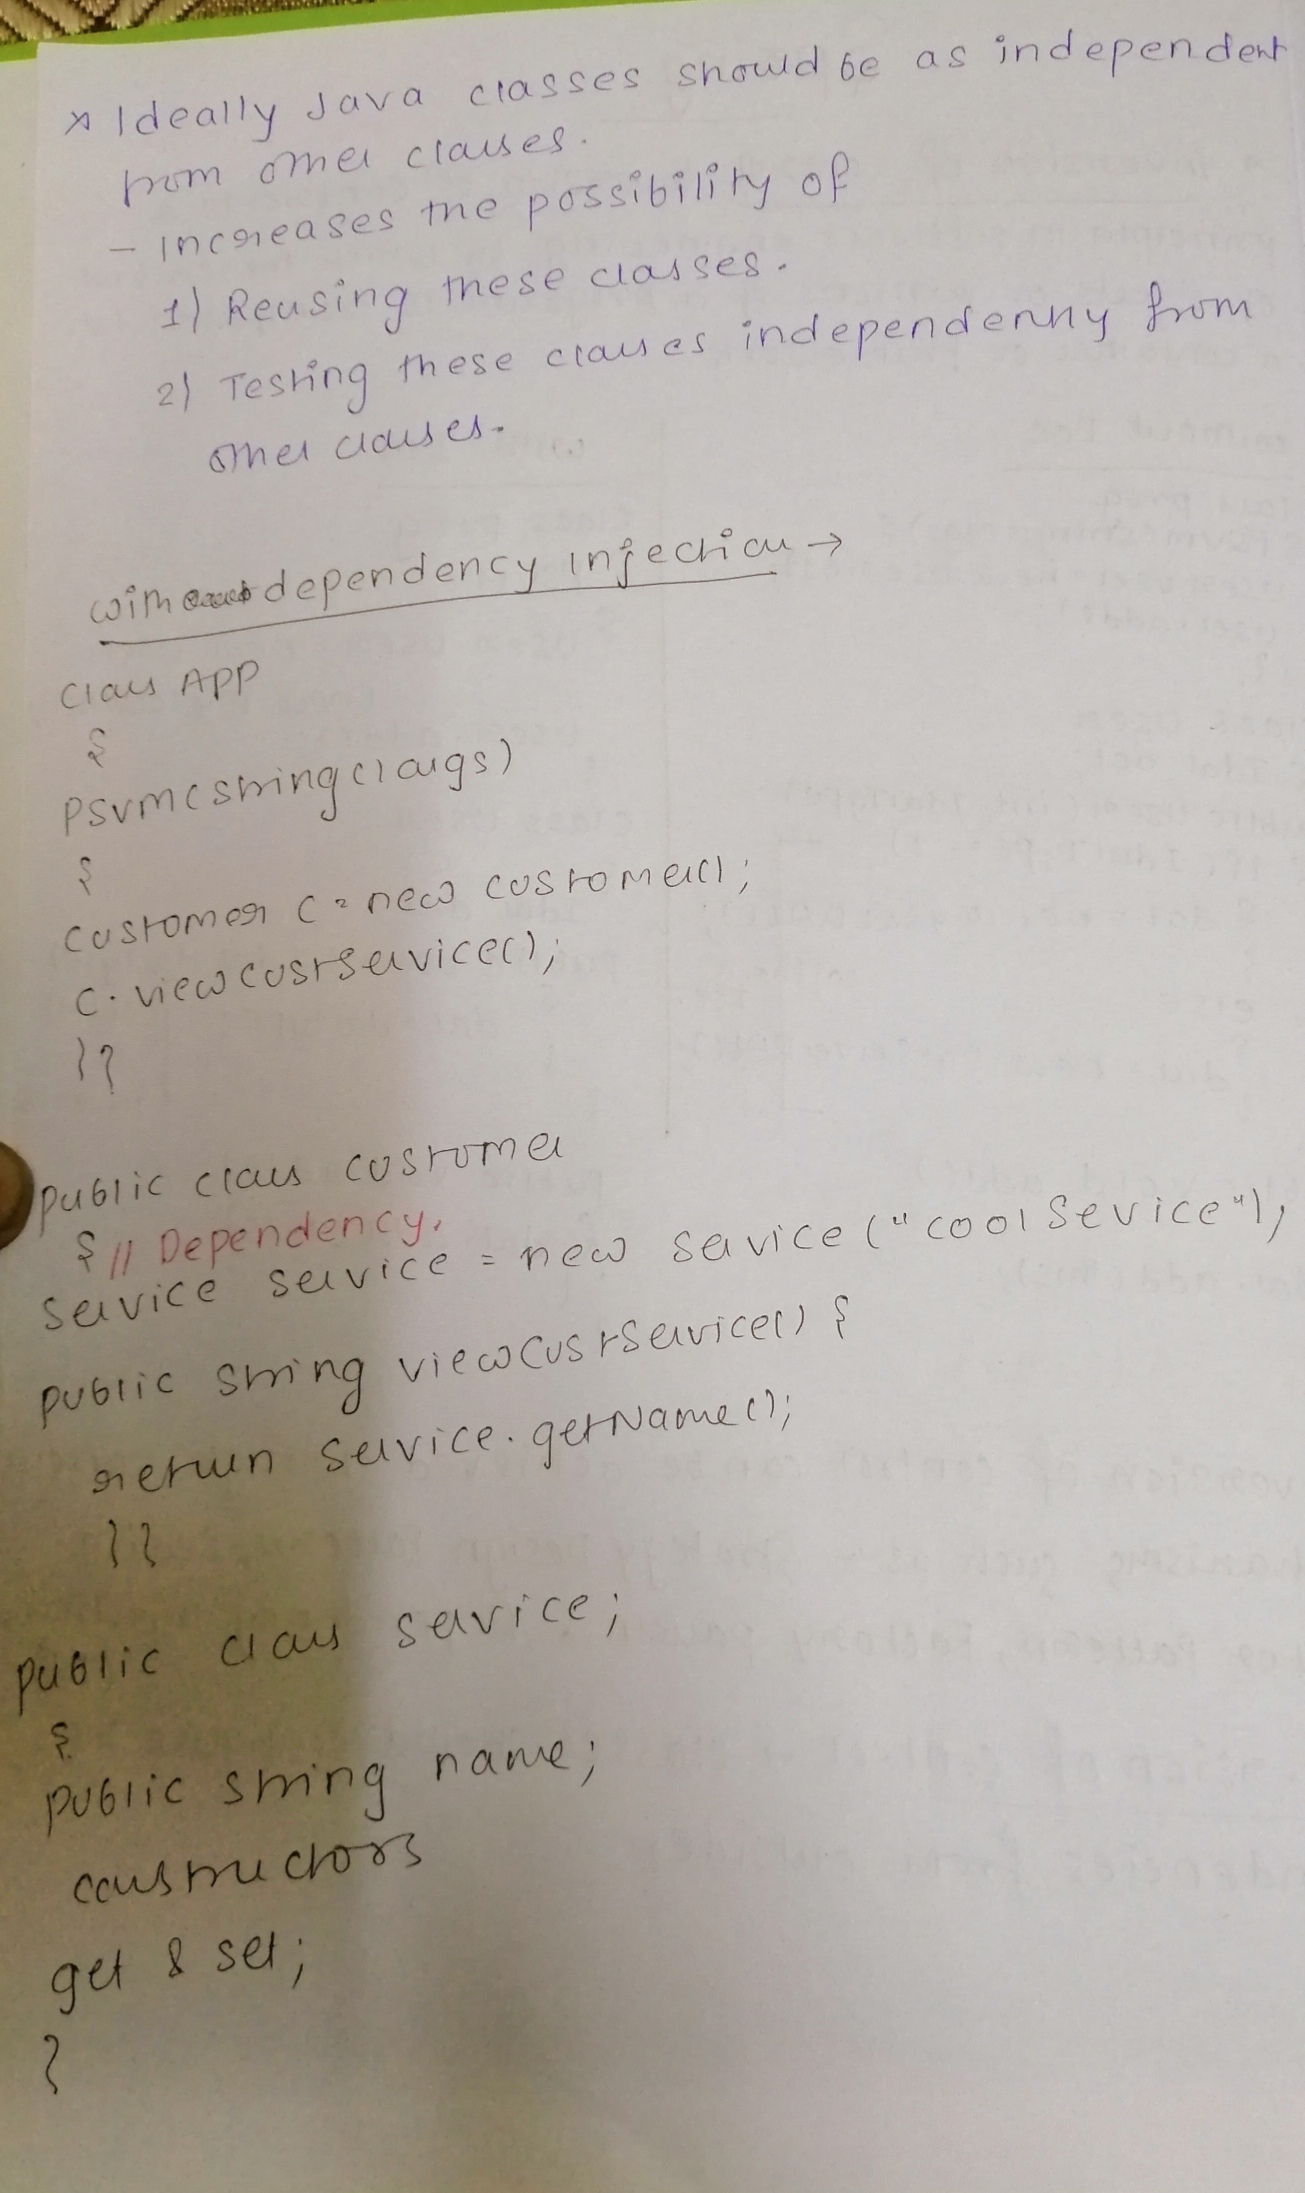 * Ideally Java classes should be as independent
from other classes.
- Increases the possibility of
1) Reusing these classes.
2) Testing these classes independently from
other classes.
without dependency injection →
class APP
{
psvm(string[] args)
{
customer c = new customer();
c.viewCustService();
}}
public class customer
{ // Dependency.
Service service = new service("coolSevice");
public string viewCustService() {
return service.getName();
}}
public class service;
{
public string name;
constructors
get & set;
}